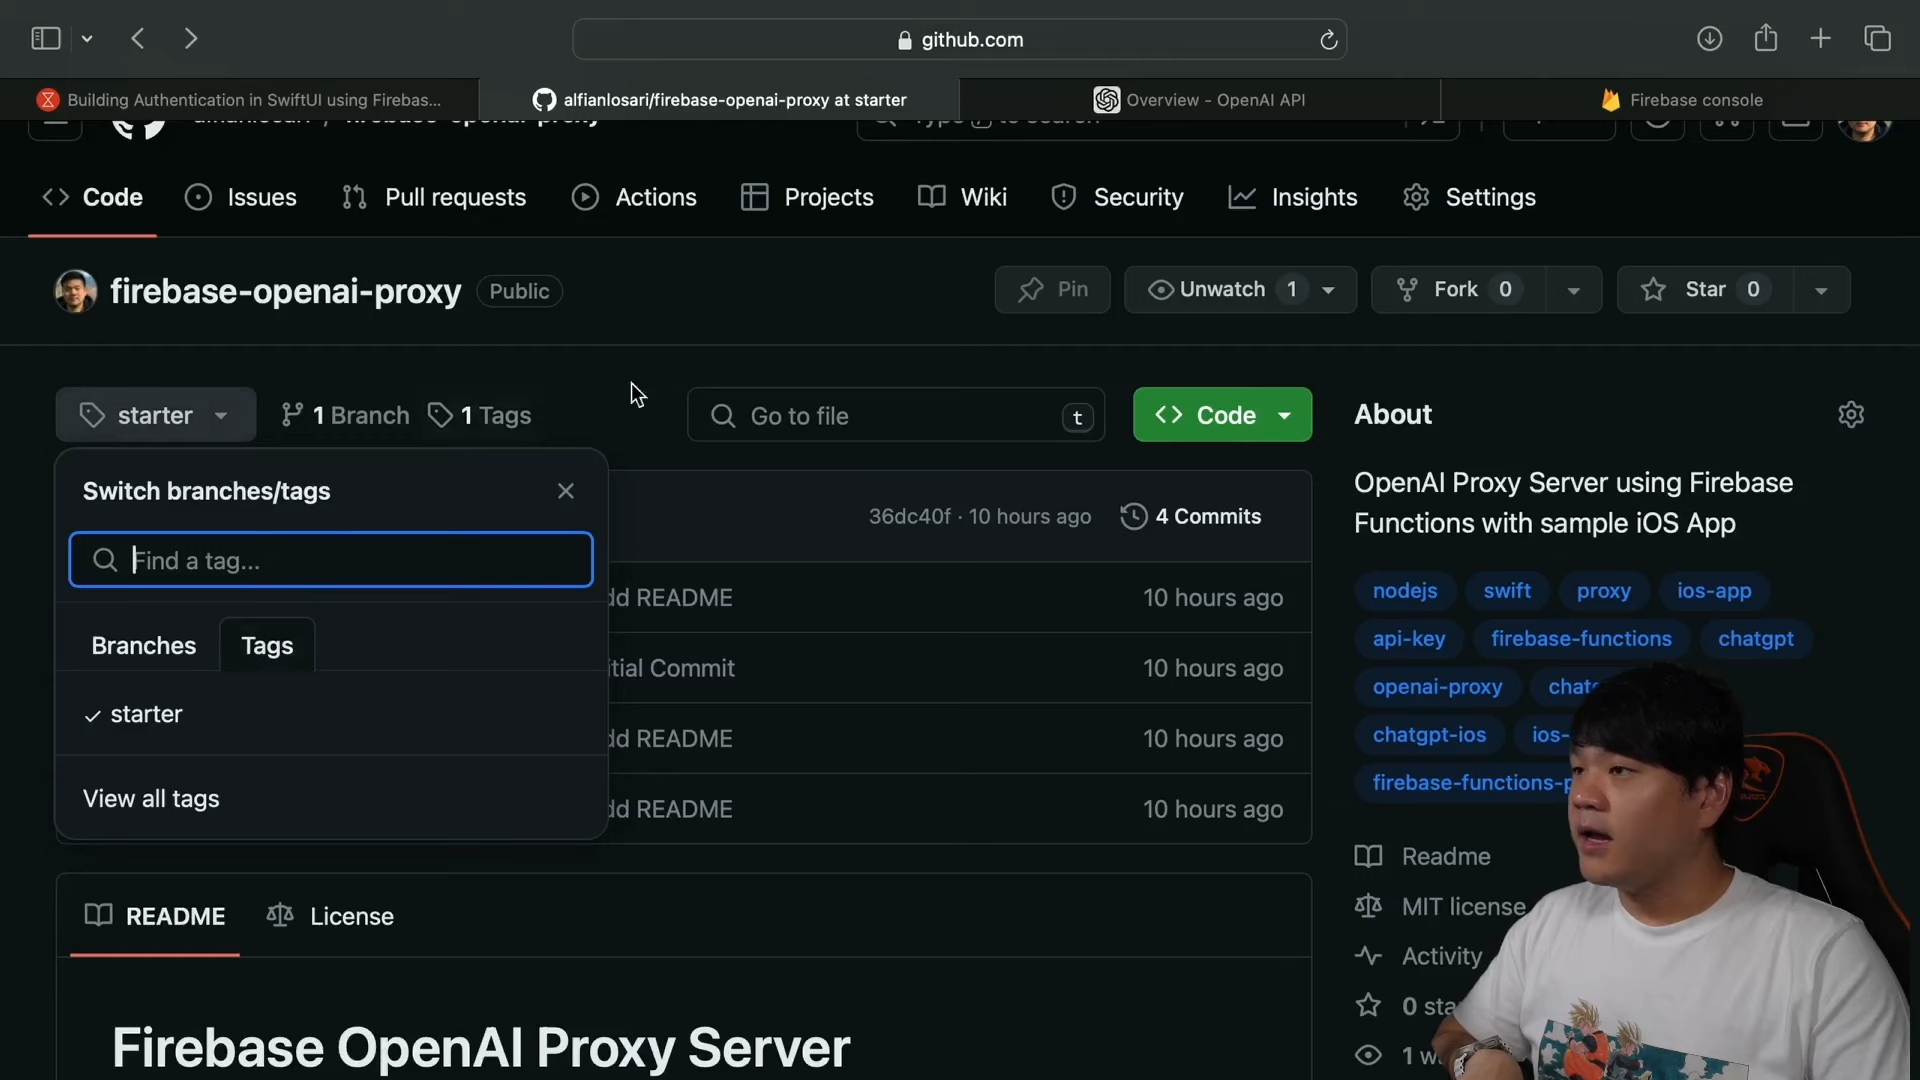 github.com
Building Authentication in SwiftUI using Firebas...
alfianlosari/firebase-openai-proxy at starter
Overview - OpenAI API
Firebase console
Code
Issues
Pull requests
Actions
Projects
Wiki
Security
Insights
Settings
firebase-openai-proxy
Public
Pin
Unwatch 1
Fork 0
Star 0
starter
1 Branch
1 Tags
Go to file
t
Code
About
Switch branches/tags
Find a tag...
Branches
Tags
starter
View all tags
36dc40f · 10 hours ago
4 Commits
dd README
10 hours ago
itial Commit
10 hours ago
dd README
10 hours ago
dd README
10 hours ago
OpenAI Proxy Server using Firebase
Functions with sample iOS App
nodejs swift proxy ios-app
api-key firebase-functions chatgpt
openai-proxy
chatgpt-ios
firebase-functions-p
Readme
MIT license
Activity
0 sta
1 w
README
License
Firebase OpenAI Proxy Server